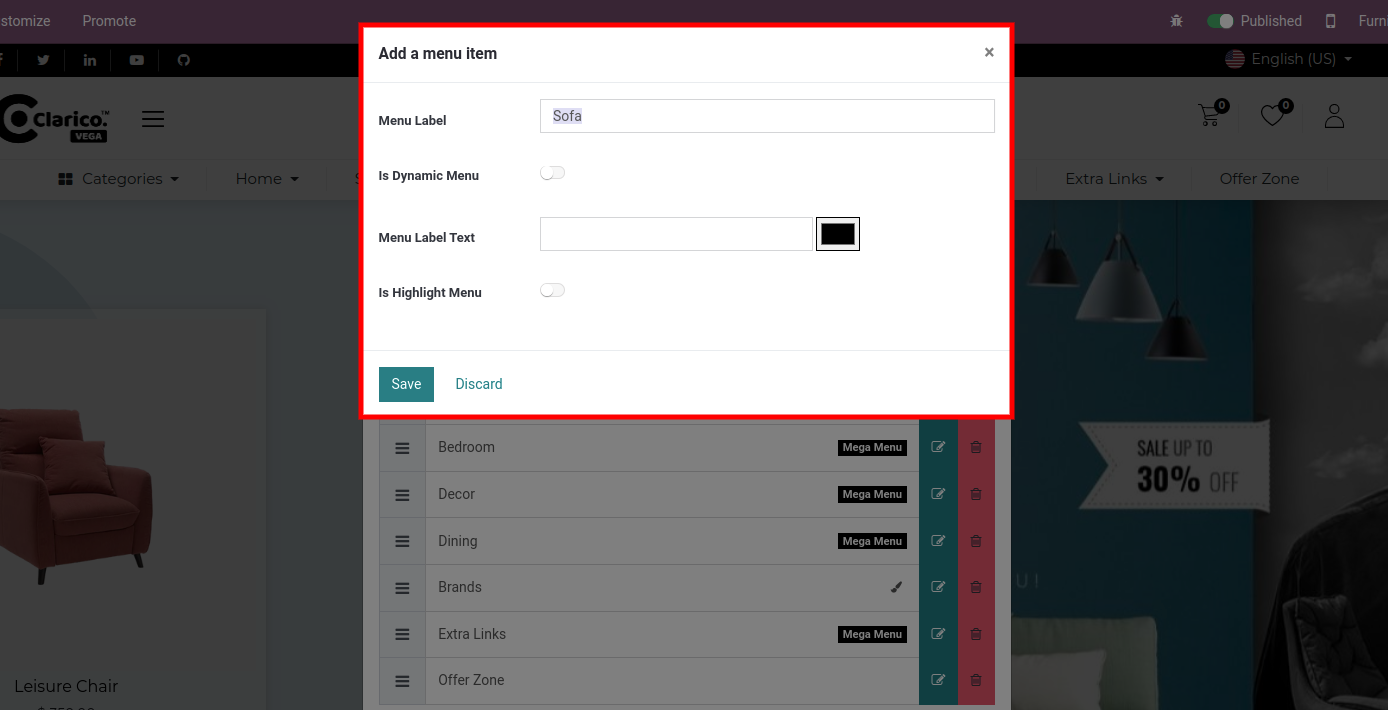 stomize Promote Published Furn
Add a menu item ×
English (US)
Menu Label Sofa
Clarico.™
VEGA
0 0
Is Dynamic Menu
Categories Home S Extra Links Offer Zone
Menu Label Text
Is Highlight Menu
Save Discard
Bedroom Mega Menu
SALE UP TO
30% OFF
Decor Mega Menu
Dining Mega Menu
U!
Brands
Extra Links Mega Menu
Offer Zone
Leisure Chair